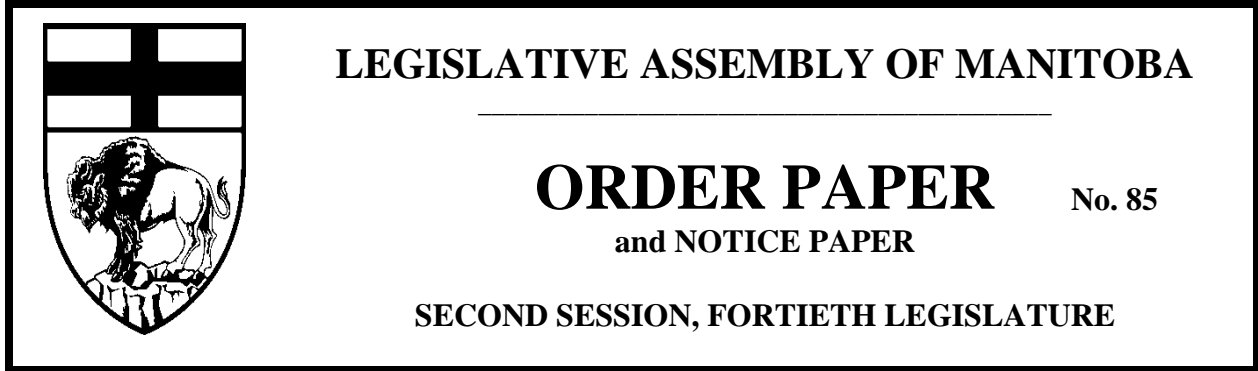 LEGISLATIVE ASSEMBLY OF MANITOBA
ORDER PAPER No. 85
and NOTICE PAPER
SECOND SESSION, FORTIETH LEGISLATURE